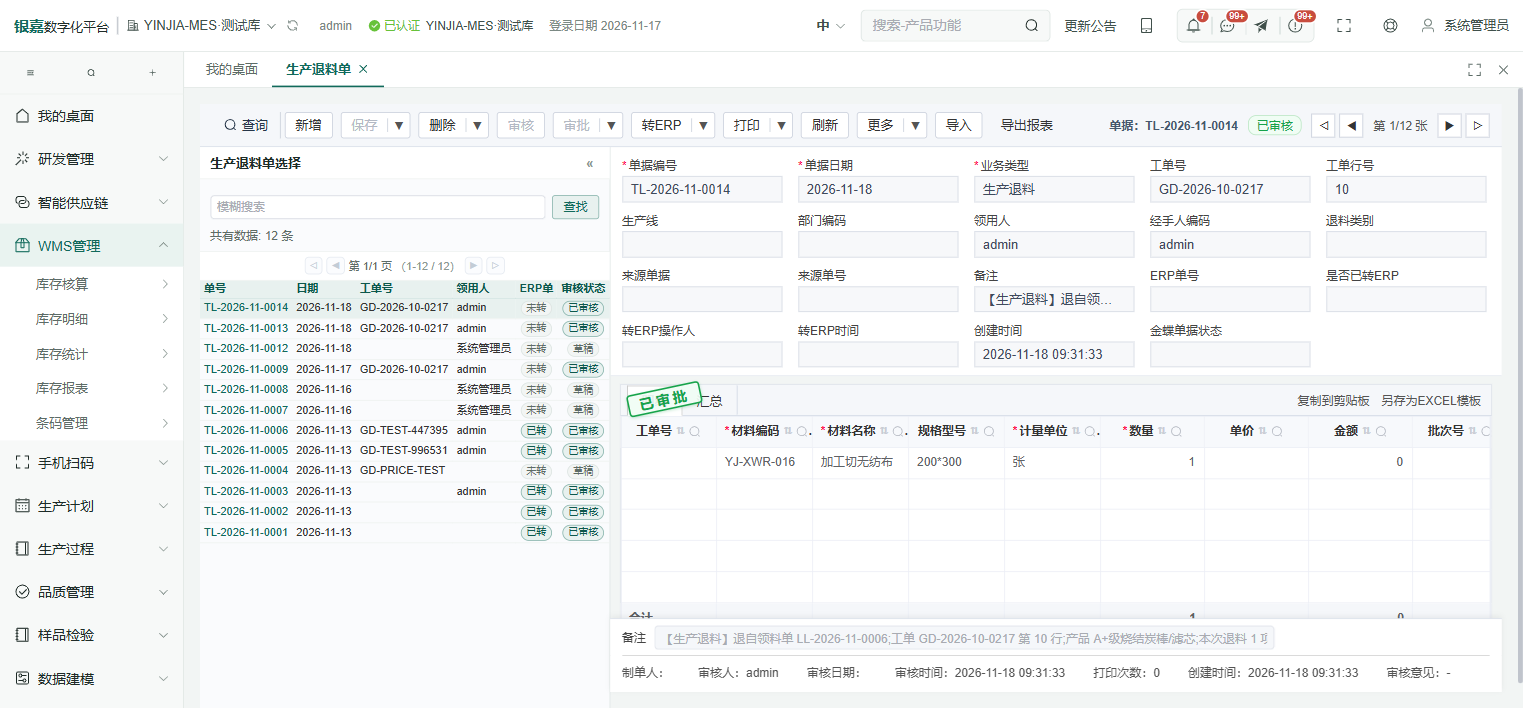 银嘉数字化平台 YINJIA-MES·测试库 admin 已认证 YINJIA-MES·测试库 登录日期 2026-11-17 中 搜索-产品功能 更新公告 7 99+ 99+ 系统管理员
我的桌面 生产退料单
我的桌面
研发管理
智能供应链
WMS管理
库存核算
库存明细
库存统计
库存报表
条码管理
手机扫码
生产计划
生产过程
品质管理
样品检验
数据建模
查询 新增 保存 删除 审核 审批 转ERP 打印 刷新 更多 导入 导出报表 单据: TL-2026-11-0014 已审核 第 1/12 张
生产退料单选择 «
模糊搜索 查找
共有数据: 12 条
第 1/1 页 (1-12 / 12)
单号 日期 工单号 领用人 ERP单 审核状态
TL-2026-11-0014 2026-11-18 GD-2026-10-0217 admin 未转 已审核
TL-2026-11-0013 2026-11-18 GD-2026-10-0217 admin 未转 已审核
TL-2026-11-0012 2026-11-18 系统管理员 未转 草稿
TL-2026-11-0009 2026-11-17 GD-2026-10-0217 admin 未转 已审核
TL-2026-11-0008 2026-11-16 系统管理员 未转 草稿
TL-2026-11-0007 2026-11-16 系统管理员 未转 草稿
TL-2026-11-0006 2026-11-13 GD-TEST-447395 admin 已转 已审核
TL-2026-11-0005 2026-11-13 GD-TEST-996531 admin 已转 已审核
TL-2026-11-0004 2026-11-13 GD-PRICE-TEST 未转 草稿
TL-2026-11-0003 2026-11-13 admin 已转 已审核
TL-2026-11-0002 2026-11-13 已转 已审核
TL-2026-11-0001 2026-11-13 已转 已审核
*单据编号 *单据日期 *业务类型 工单号 工单行号
TL-2026-11-0014 2026-11-18 生产退料 GD-2026-10-0217 10
生产线 部门编码 领用人 经手人编码 退料类别
admin admin
来源单据 来源单号 备注 ERP单号 是否已转ERP
【生产退料】退自领...
转ERP操作人 转ERP时间 创建时间 金蝶单据状态
2026-11-18 09:31:33
已审批 汇总 复制到剪贴板 另存为EXCEL模板
工单号 *材料编码 *材料名称 规格型号 *计量单位 *数量 单价 金额 批次号
YJ-XWR-016 加工切无纺布 200*300 张 1 0
合计 1 0
备注 【生产退料】退自领料单 LL-2026-11-0006;工单 GD-2026-10-0217 第 10 行;产品 A+级烧结炭棒/滤芯;本次退料 1 项
制单人: 审核人: admin 审核日期: 审核时间: 2026-11-18 09:31:33 打印次数: 0 创建时间: 2026-11-18 09:31:33 审核意见: -